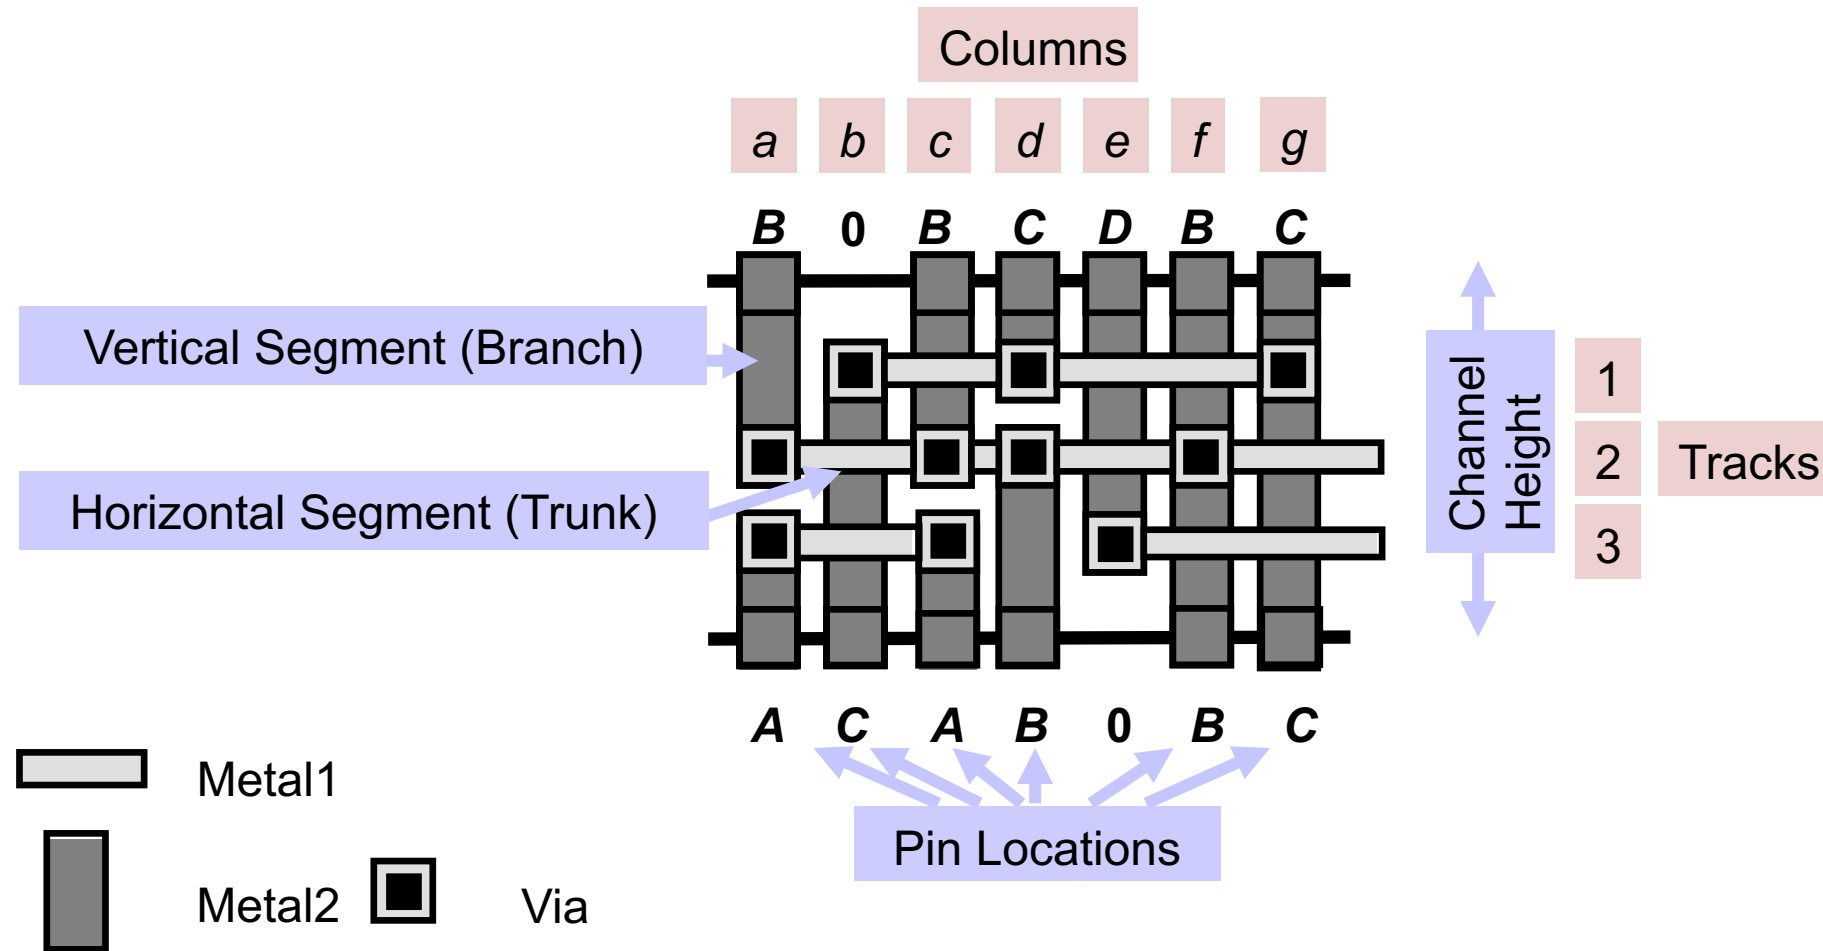 Columns
a b c d e f g
B 0 B C D B C
Vertical Segment (Branch)
Horizontal Segment (Trunk)
Channel
Height
1
2
3
Tracks
A C A B 0 B C
Pin Locations
Metal1
Metal2
Via